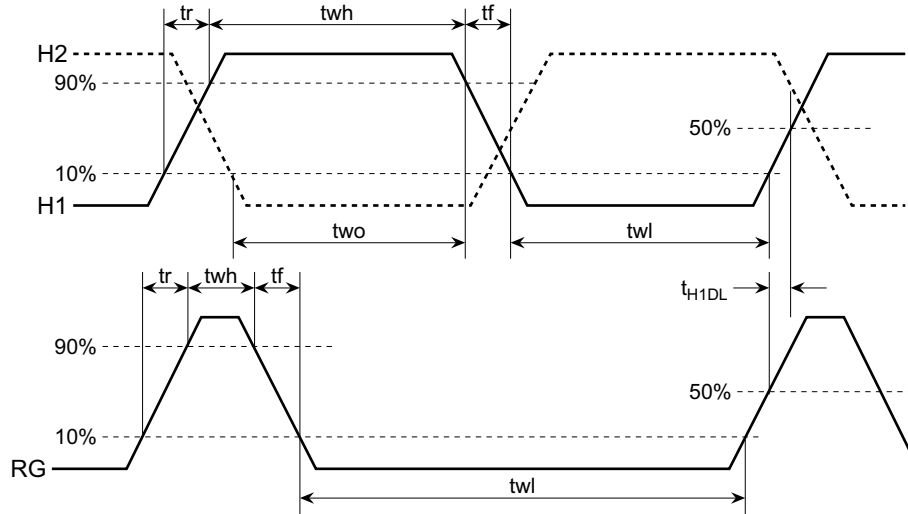 tr twh tf
H2
90%
50%
10%
H1
two twl
tr twh tf
tH1DL
90%
50%
10%
RG
twl